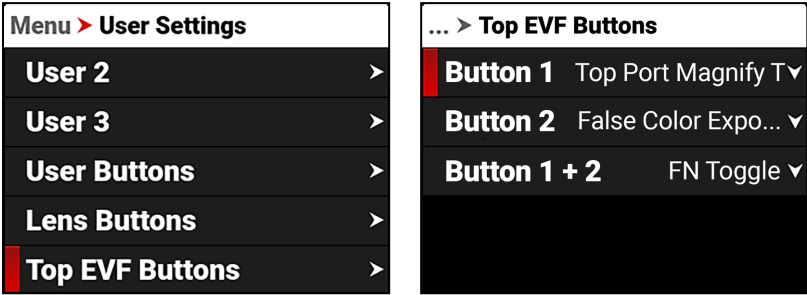 Menu ➤ User Settings
User 2
User 3
User Buttons
Lens Buttons
Top EVF Buttons
... ➤ Top EVF Buttons
Button 1 Top Port Magnify T
Button 2 False Color Expo...
Button 1 + 2 FN Toggle